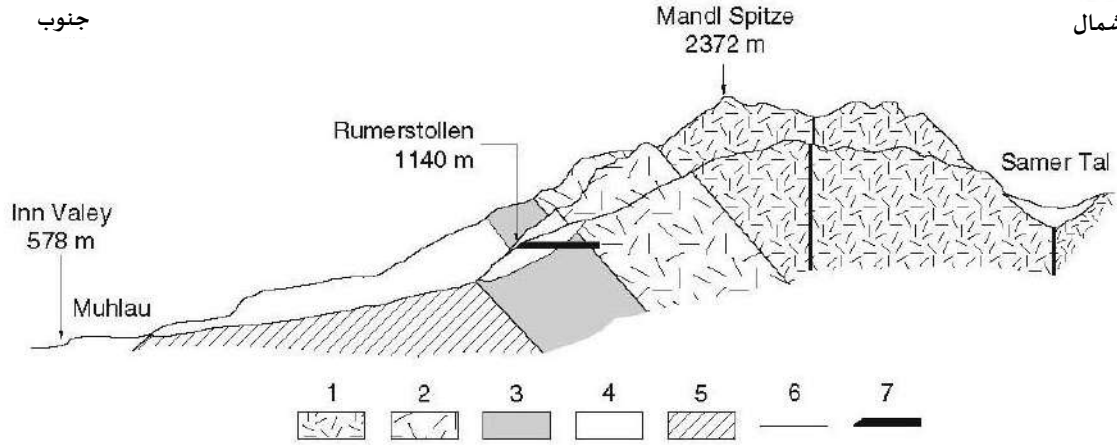 جنوب
شمال
Mandl Spitze
2372 m
Rumerstollen
1140 m
Samer Tal
Inn Valey
578 m
Muhlau
1 2 3 4 5 6 7